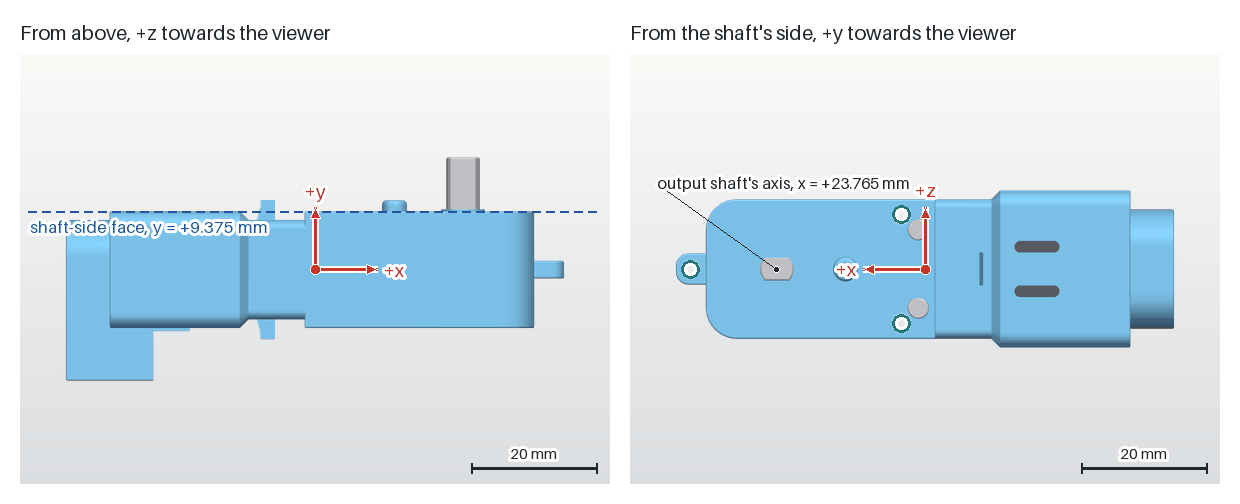 From above, +z towards the viewer
From the shaft's side, +y towards the viewer
+y
shaft-side face, y = +9.375 mm
+x
20 mm
output shaft's axis, x = +23.765 mm
+z
+x
20 mm